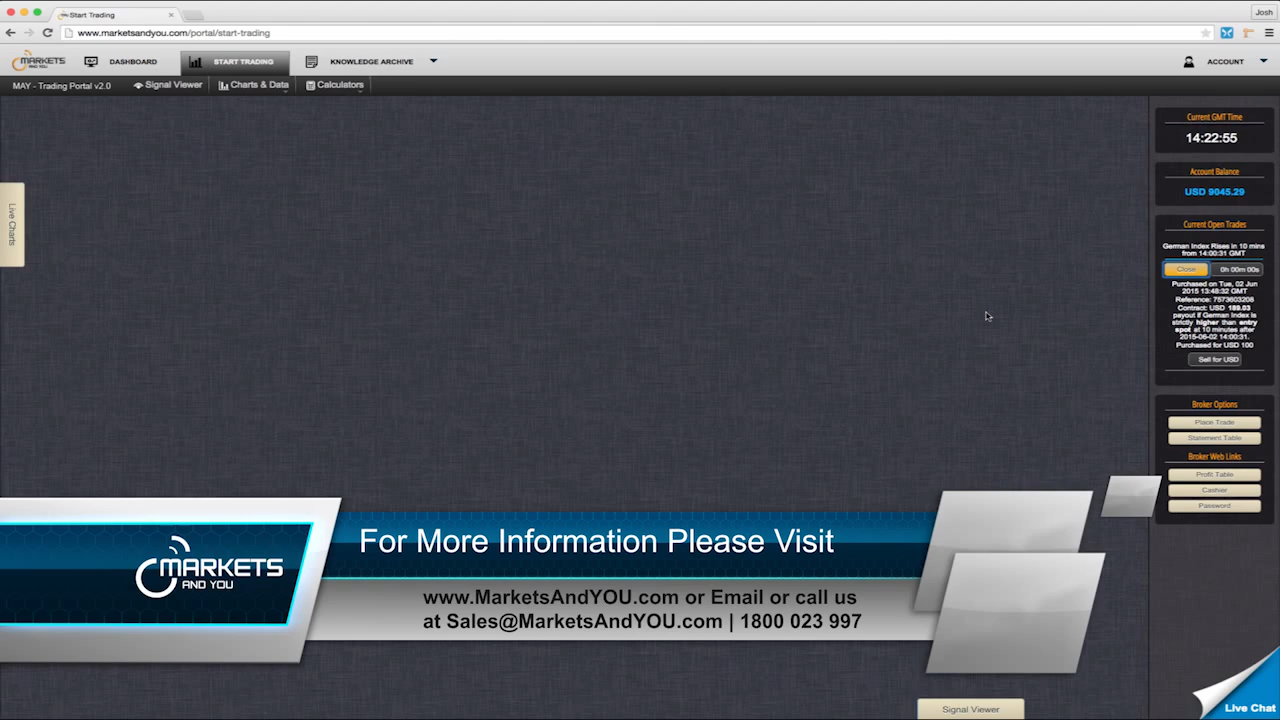 Start Trading
Josh
www.marketsandyou.com/portal/start-trading
MARKETS
AND YOU
DASHBOARD
START TRADING
KNOWLEDGE ARCHIVE
ACCOUNT
MAY - Trading Portal v2.0
Signal Viewer
Charts & Data
Calculators
Live Charts
Current GMT Time
14:22:55
Account Balance
USD 9045.29
Current Open Trades
German Index Rises in 10 mins
from 14:00:31 GMT
Close
0h 00m 00s
Purchased on Tue, 02 Jun
2015 13:48:32 GMT
Reference: 7573603208
Contract: USD 189.03
payout if German Index is
strictly higher than entry
spot at 10 minutes after
2015-06-02 14:00:31.
Purchased for USD 100
Sell for USD
Broker Options
Place Trade
Statement Table
Broker Web Links
Profit Table
Cashier
Password
MARKETS
AND YOU
For More Information Please Visit
www.MarketsAndYOU.com or Email or call us
at Sales@MarketsAndYOU.com | 1800 023 997
Signal Viewer
Live Chat